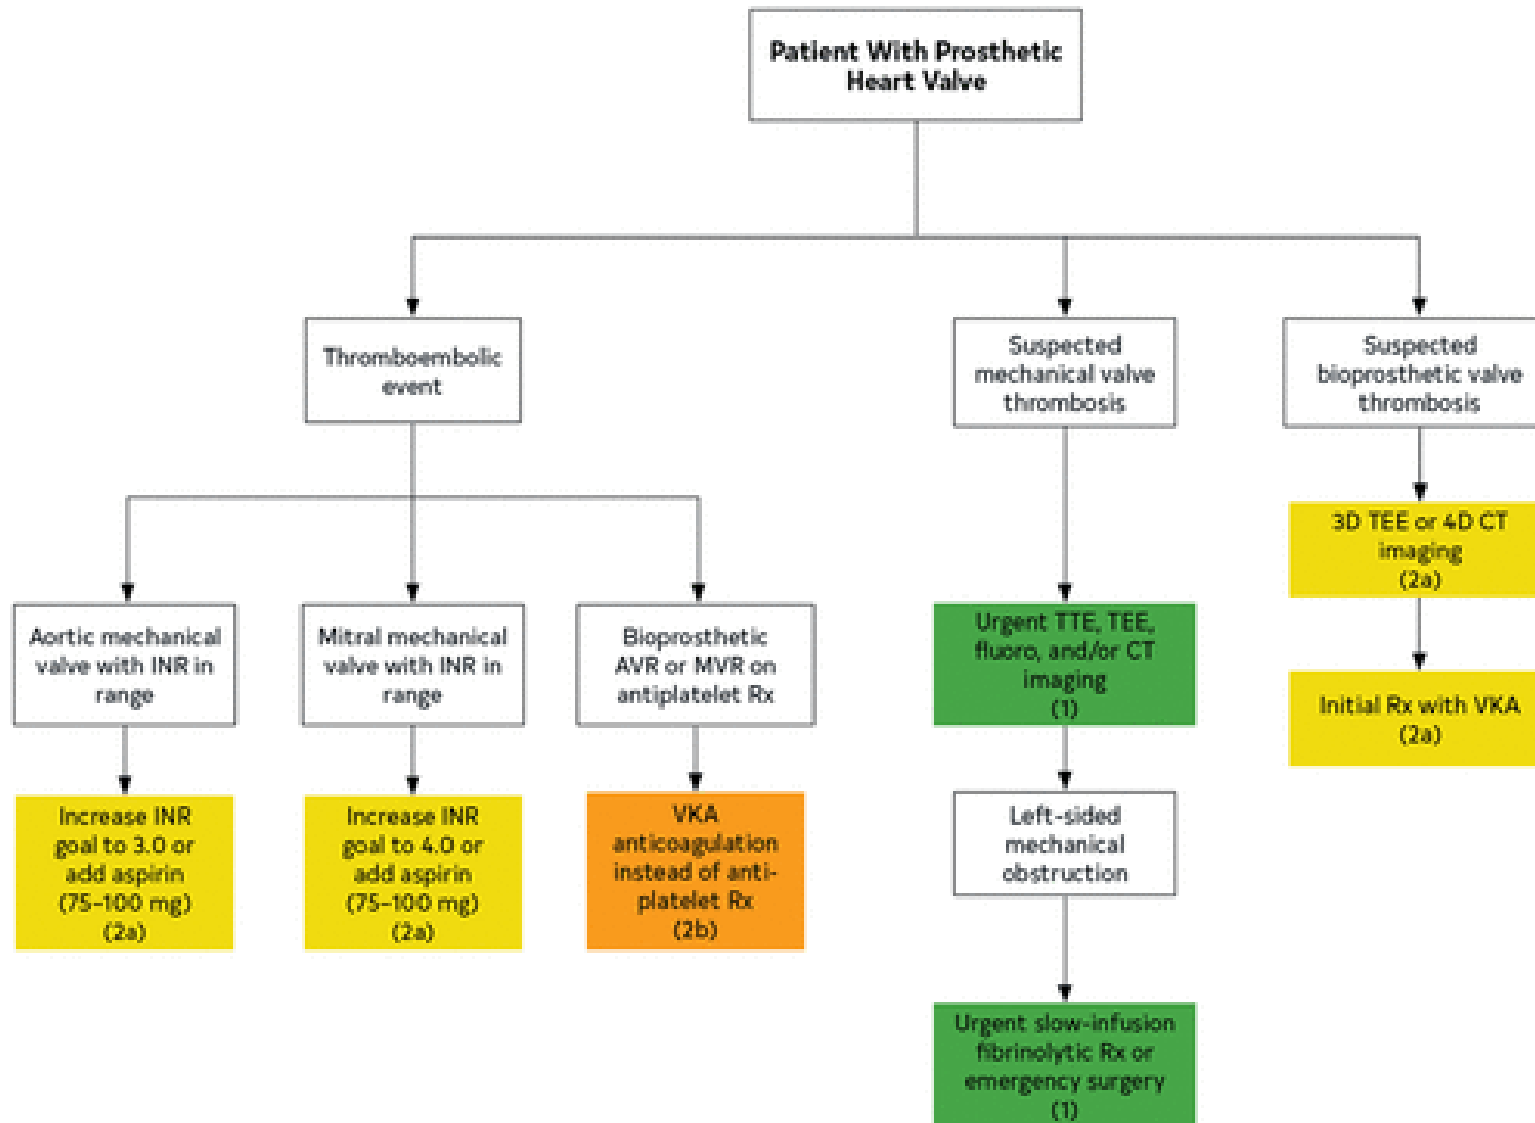 Patient With Prosthetic
Heart Valve
Thromboembolic
event
Suspected
mechanical valve
thrombosis
Suspected
bioprosthetic valve
thrombosis
3D TEE or 4D CT
imaging
(2a)
Aortic mechanical
valve with INR in
range
Mitral mechanical
valve with INR in
range
Bioprosthetic
AVR or MVR on
antiplatelet Rx
Urgent TTE, TEE,
fluoro, and/or CT
imaging
(1)
Initial Rx with VKA
(2a)
Increase INR
goal to 3.0 or
add aspirin
(75–100 mg)
(2a)
Increase INR
goal to 4.0 or
add aspirin
(75–100 mg)
(2a)
VKA
anticoagulation
instead of anti-
platelet Rx
(2b)
Left-sided
mechanical
obstruction
Urgent slow-infusion
fibrinolytic Rx or
emergency surgery
(1)